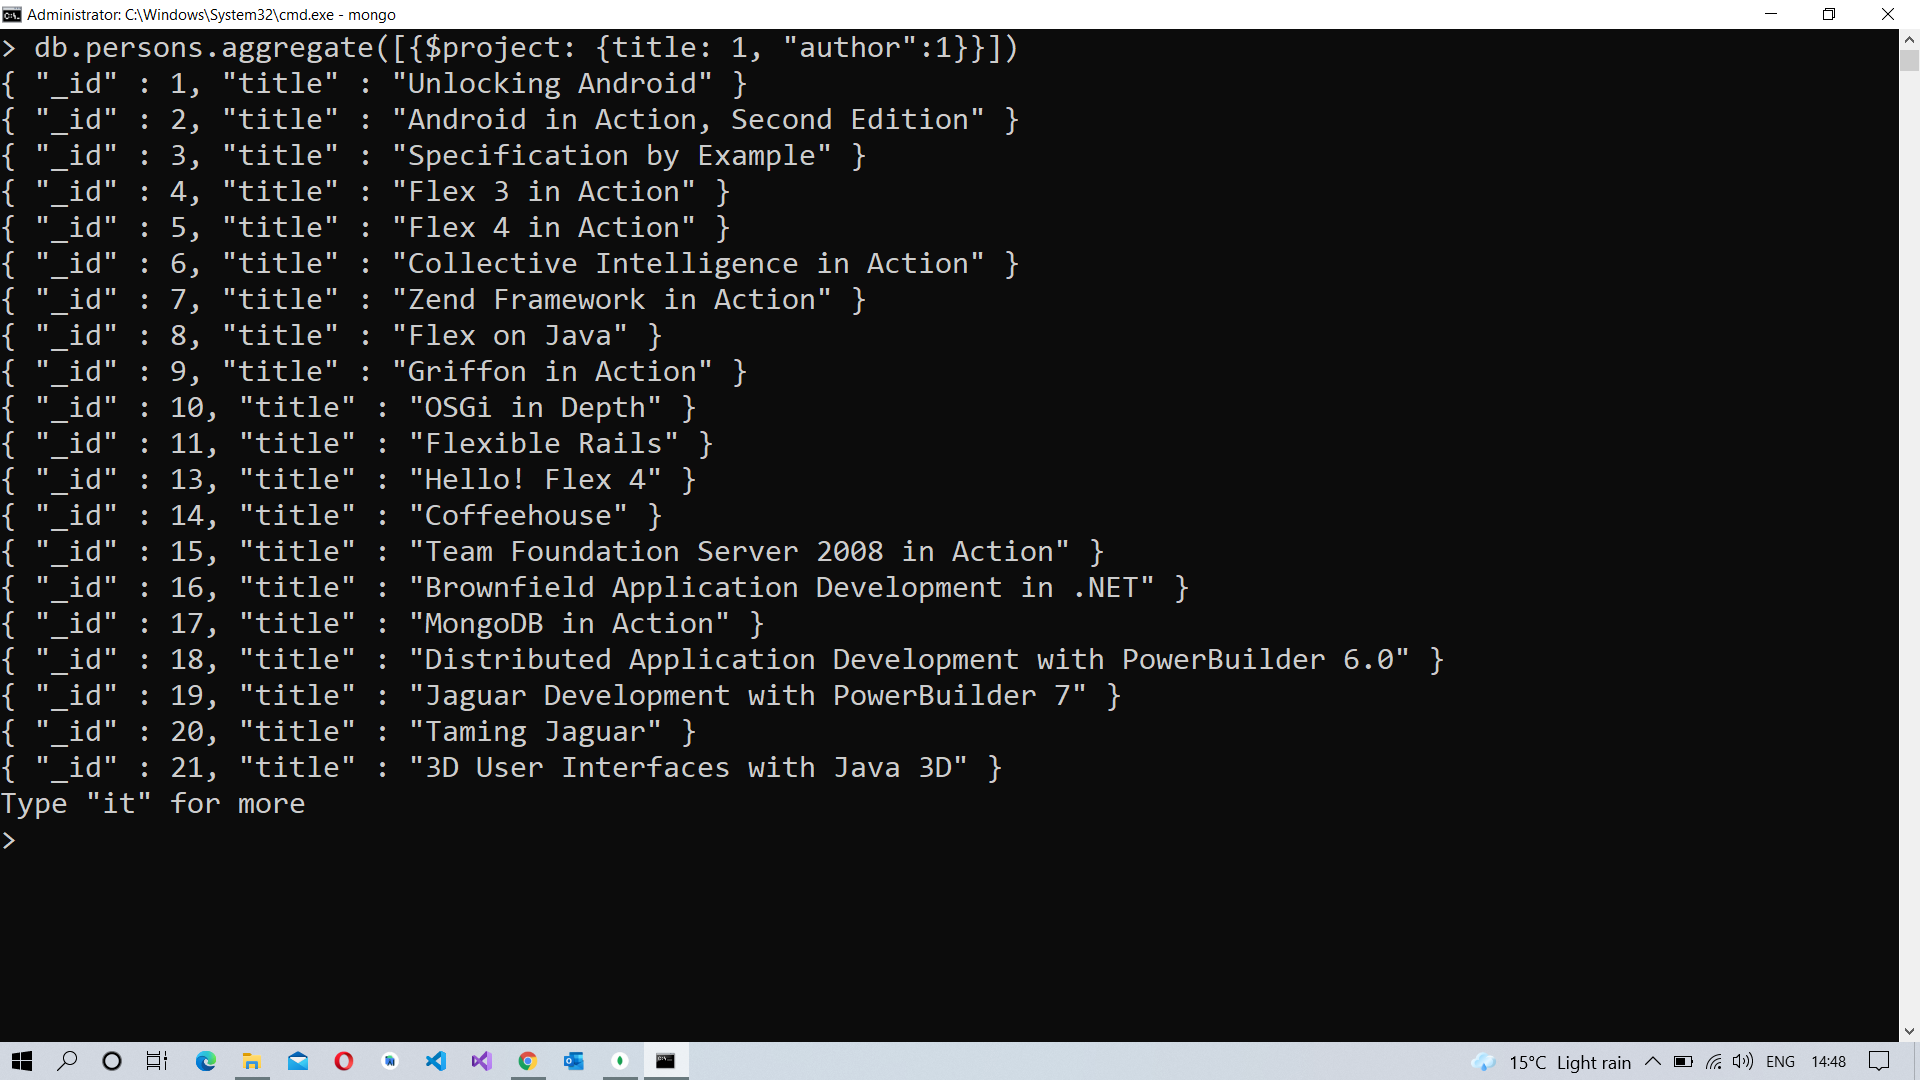 Administrator: C:\Windows\System32\cmd.exe - mongo
> db.persons.aggregate([{$project: {title: 1, "author":1}}])
{ "_id" : 1, "title" : "Unlocking Android" }
{ "_id" : 2, "title" : "Android in Action, Second Edition" }
{ "_id" : 3, "title" : "Specification by Example" }
{ "_id" : 4, "title" : "Flex 3 in Action" }
{ "_id" : 5, "title" : "Flex 4 in Action" }
{ "_id" : 6, "title" : "Collective Intelligence in Action" }
{ "_id" : 7, "title" : "Zend Framework in Action" }
{ "_id" : 8, "title" : "Flex on Java" }
{ "_id" : 9, "title" : "Griffon in Action" }
{ "_id" : 10, "title" : "OSGi in Depth" }
{ "_id" : 11, "title" : "Flexible Rails" }
{ "_id" : 13, "title" : "Hello! Flex 4" }
{ "_id" : 14, "title" : "Coffeehouse" }
{ "_id" : 15, "title" : "Team Foundation Server 2008 in Action" }
{ "_id" : 16, "title" : "Brownfield Application Development in .NET" }
{ "_id" : 17, "title" : "MongoDB in Action" }
{ "_id" : 18, "title" : "Distributed Application Development with PowerBuilder 6.0" }
{ "_id" : 19, "title" : "Jaguar Development with PowerBuilder 7" }
{ "_id" : 20, "title" : "Taming Jaguar" }
{ "_id" : 21, "title" : "3D User Interfaces with Java 3D" }
Type "it" for more
>
15°C Light rain ENG 14:48